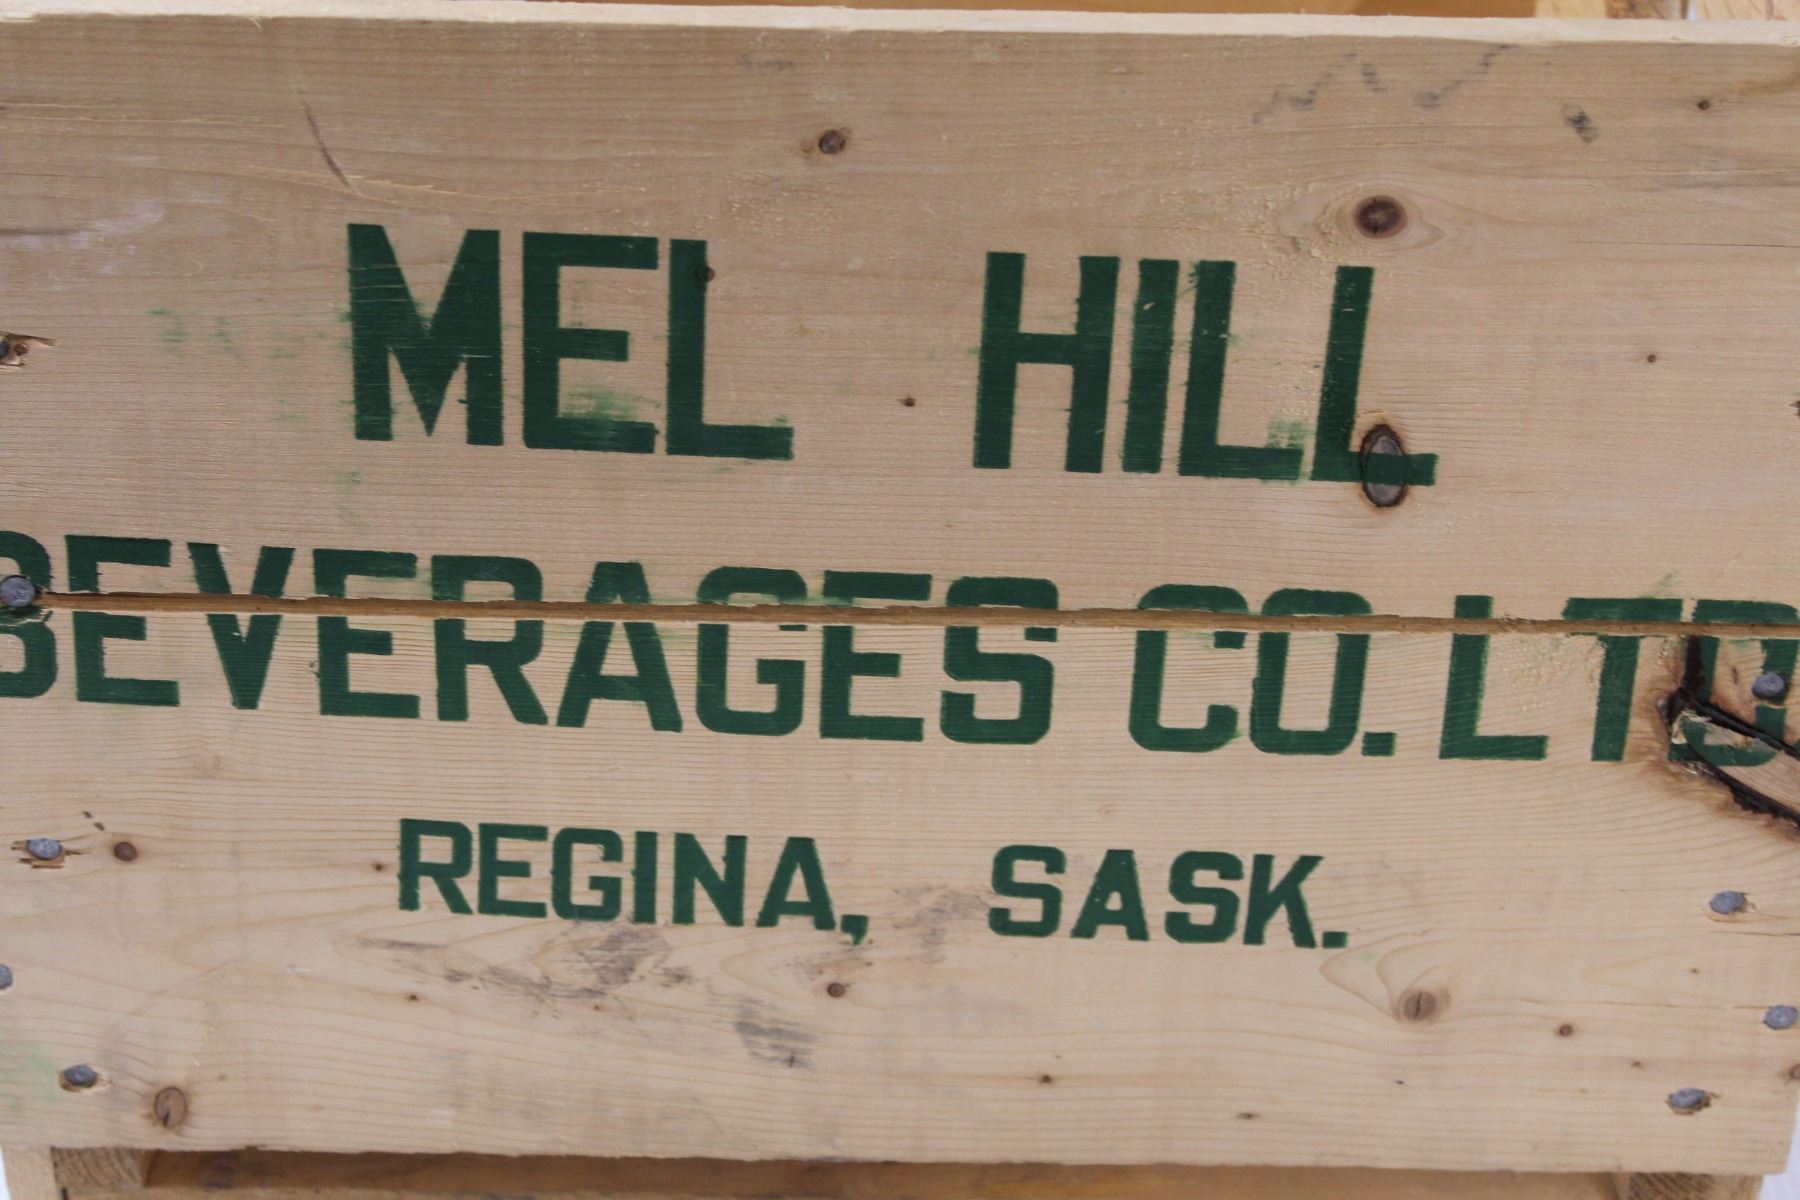 MEL HILL
BEVERAGES CO. LTD.
REGINA, SASK.